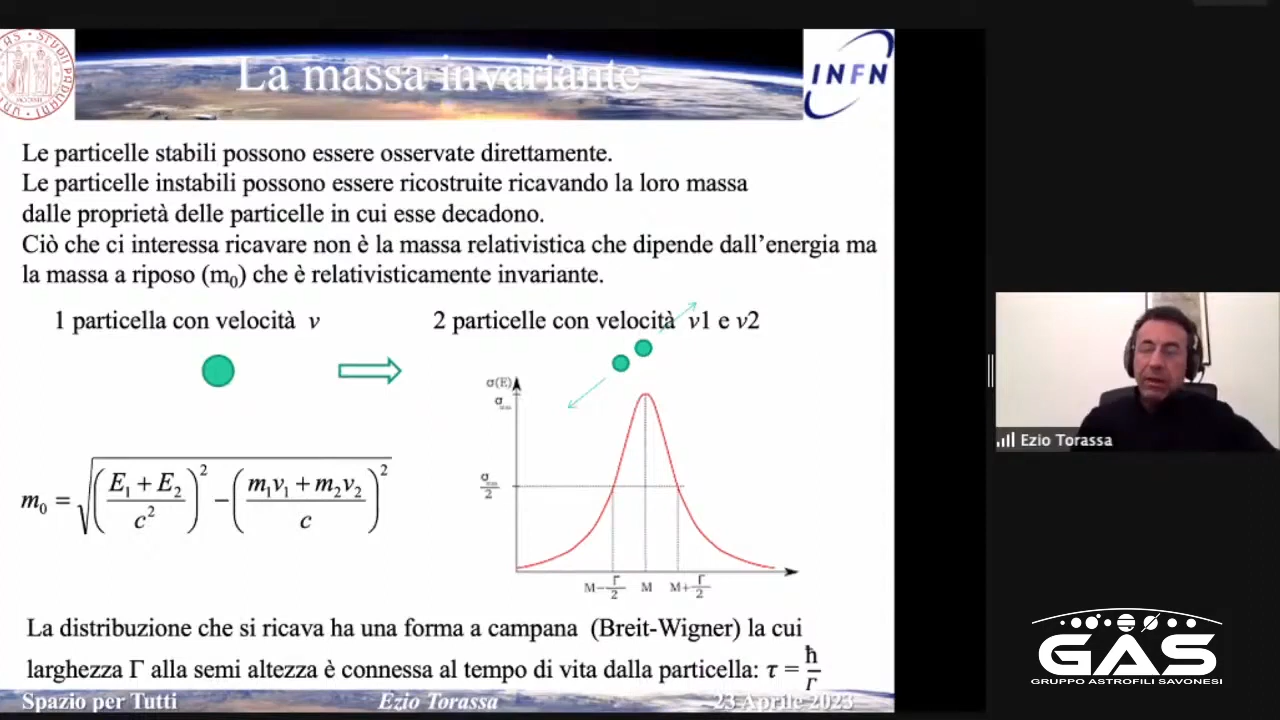 La massa invariante
INFN
Le particelle stabili possono essere osservate direttamente.
Le particelle instabili possono essere ricostruite ricavando la loro massa
dalle proprietà delle particelle in cui esse decadono.
Ciò che ci interessa ricavare non è la massa relativistica che dipende dall’energia ma
la massa a riposo (m₀) che è relativisticamente invariante.
1 particella con velocità v
2 particelle con velocità v1 e v2
σ(E)
m₀ = √((E₁ + E₂)/c²)² − ((m₁v₁ + m₂v₂)/c)²
M−Γ/2 M M+Γ/2
La distribuzione che si ricava ha una forma a campana (Breit-Wigner) la cui
larghezza Γ alla semi altezza è connessa al tempo di vita dalla particella: τ = ħ/Γ
Spazio per Tutti Ezio Torassa 23 Aprile 2023
Ezio Torassa
GAS
GRUPPO ASTROFILI SAVONESI